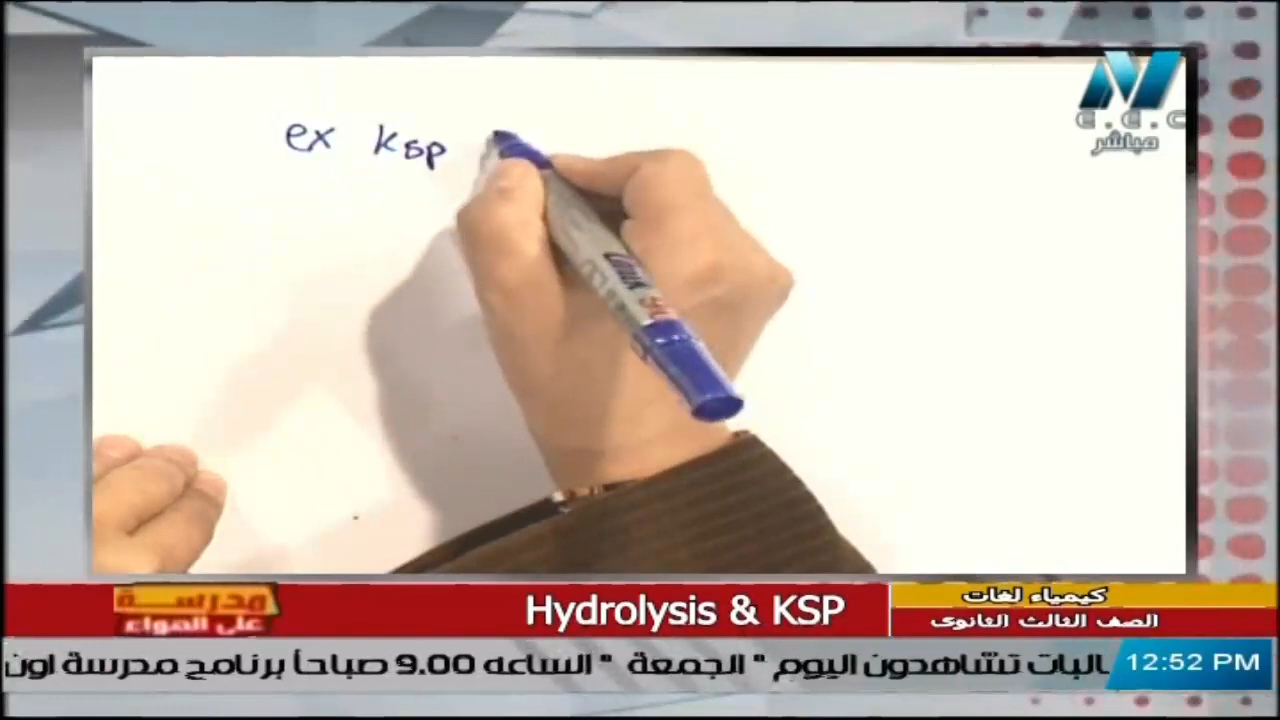 ex Ksp
e.e.c
مباشر
مدرسة
على الهواء
Hydrolysis & KSP
كيمياء لغات
الصف الثالث الثانوى
ـالبات تشاهدون اليوم " الجمعة " الساعه 9.00 صباحاً برنامج مدرسة اون
12:52 PM